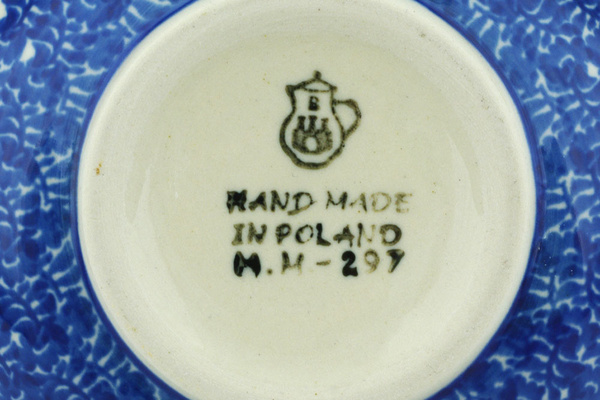 B
HAND MADE
IN POLAND
M.M-297